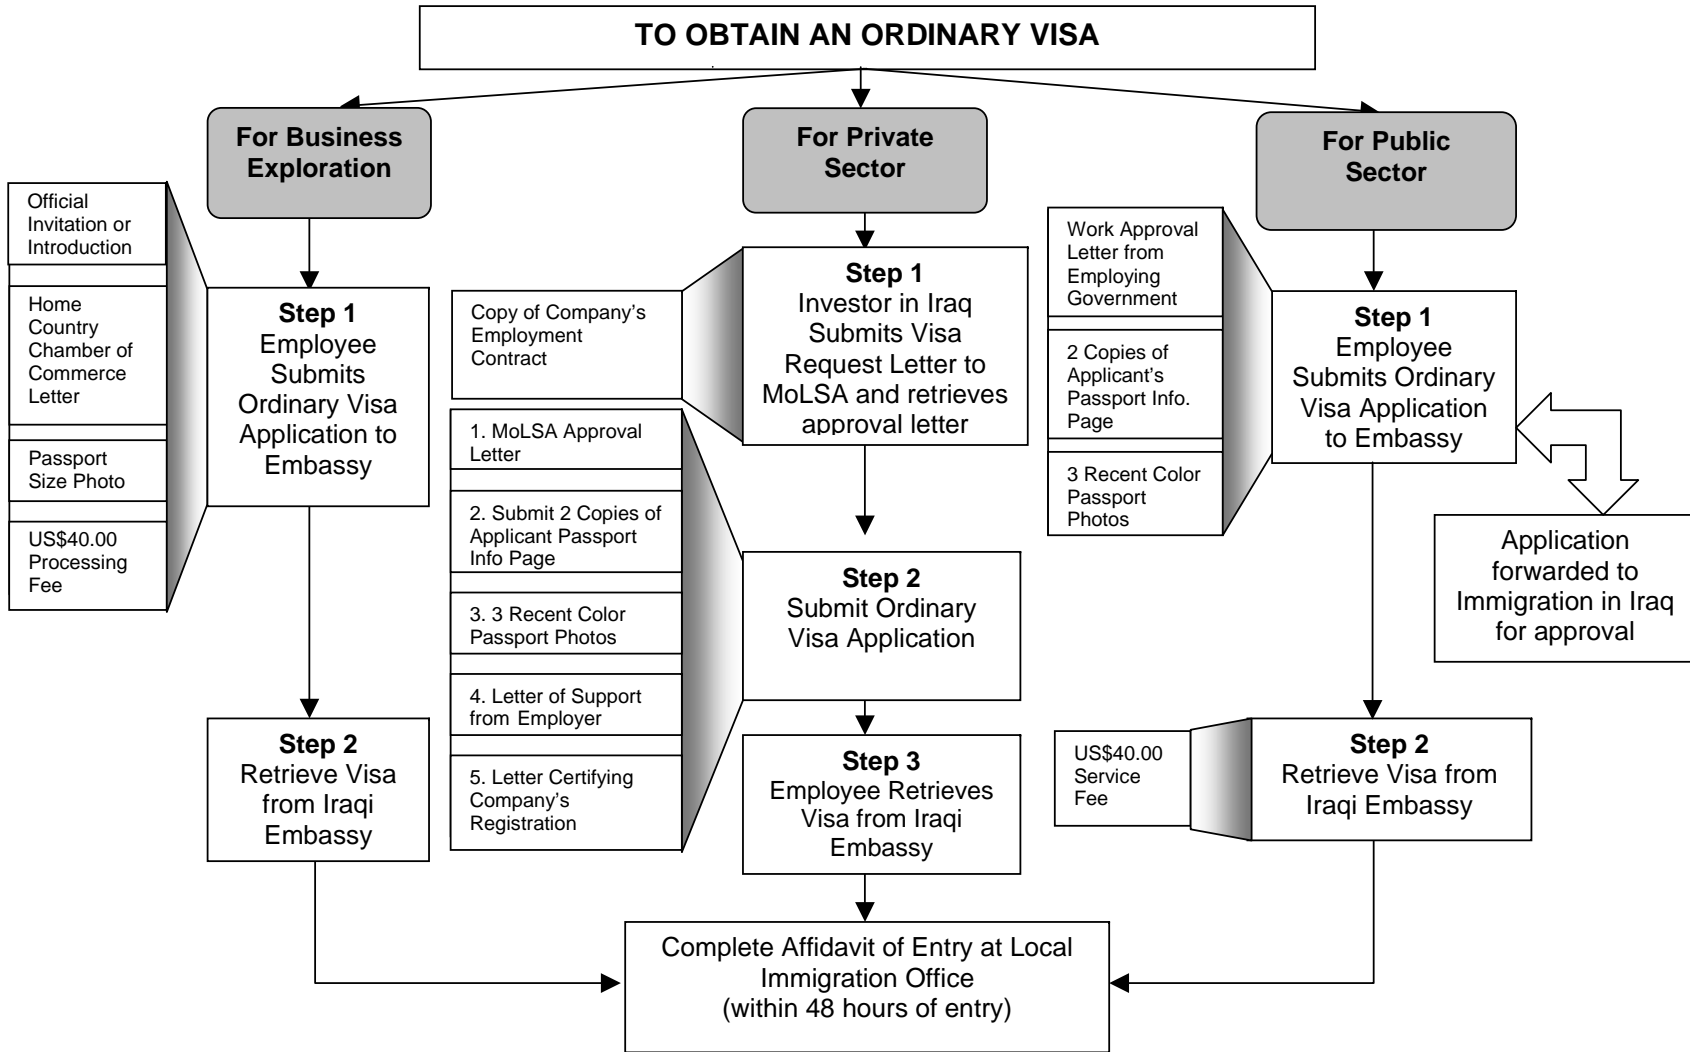 TO OBTAIN AN ORDINARY VISA
For Business
Exploration
Official
Invitation or
Introduction
Home
Country
Chamber of
Commerce
Letter
Passport
Size Photo
US$40.00
Processing
Fee
Step 1
Employee
Submits
Ordinary Visa
Application to
Embassy
Step 2
Retrieve Visa
from Iraqi
Embassy
For Private
Sector
Copy of Company's
Employment
Contract
Step 1
Investor in Iraq
Submits Visa
Request Letter to
MoLSA and retrieves
approval letter
1. MoLSA Approval
Letter
2. Submit 2 Copies of
Applicant Passport
Info Page
3. 3 Recent Color
Passport Photos
4. Letter of Support
from Employer
5. Letter Certifying
Company's
Registration
Step 2
Submit Ordinary
Visa Application
Step 3
Employee Retrieves
Visa from Iraqi
Embassy
For Public
Sector
Work Approval
Letter from
Employing
Government
2 Copies of
Applicant's
Passport Info.
Page
3 Recent Color
Passport
Photos
Step 1
Employee
Submits Ordinary
Visa Application
to Embassy
Application
forwarded to
Immigration in Iraq
for approval
US$40.00
Service
Fee
Step 2
Retrieve Visa from
Iraqi Embassy
Complete Affidavit of Entry at Local
Immigration Office
(within 48 hours of entry)